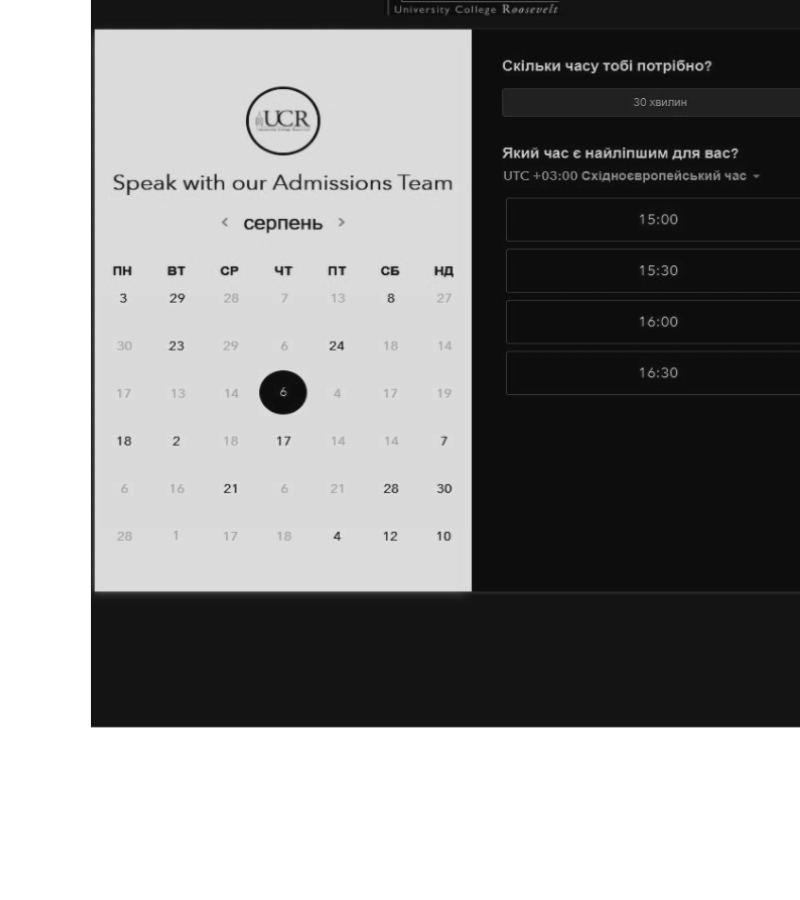 University College Roosevelt
UCR
Speak with our Admissions Team
серпень
ПН ВТ СР ЧТ ПТ СБ НД
3 29 28 7 13 8 27
30 23 29 6 24 18 14
17 13 14 6 4 17 19
18 2 18 17 14 14 7
6 16 21 6 21 28 30
28 1 17 18 4 12 10
Скільки часу тобі потрібно?
30 хвилин
Який час є найліпшим для вас?
UTC +03:00 Східноєвропейський час
15:00
15:30
16:00
16:30